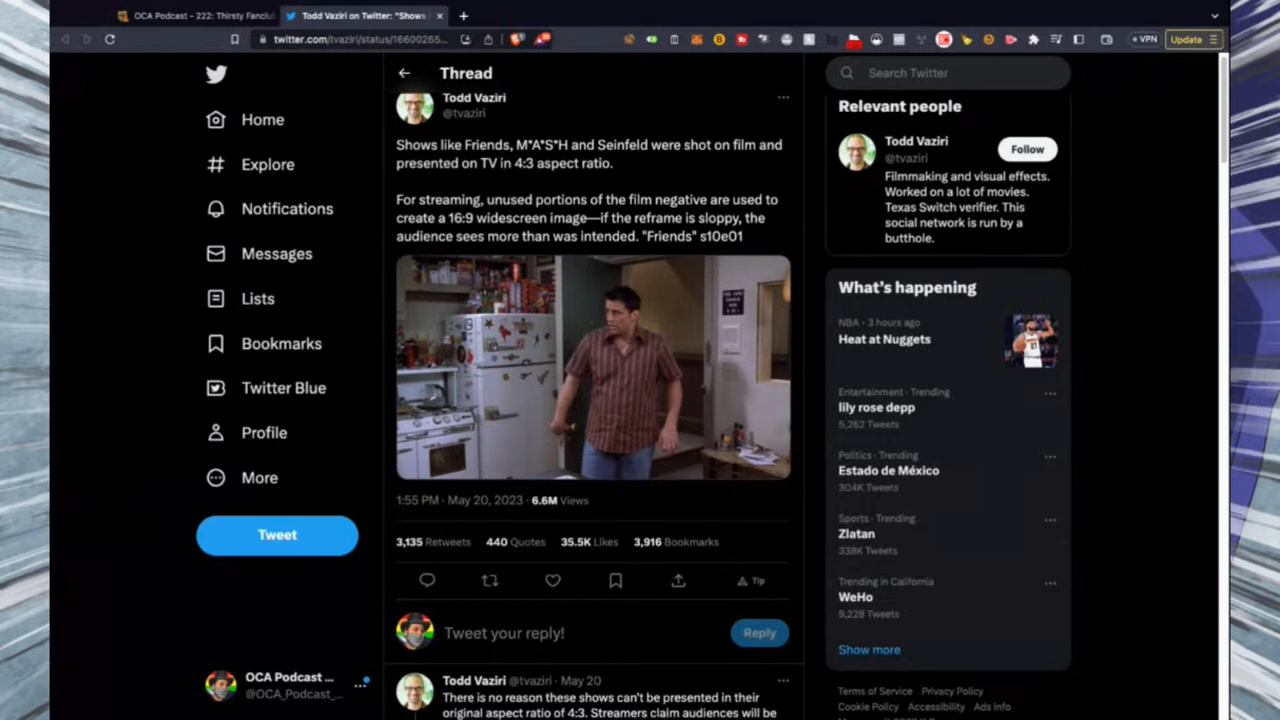 OCA Podcast - 222: Thirsty Fanclu
Todd Vaziri on Twitter: "Shows
twitter.com/tvaziri/status/16600265...
VPN
Update
Home
Explore
Notifications
Messages
Lists
Bookmarks
Twitter Blue
Profile
More
Tweet
OCA Podcast ...
@OCA_Podcast_...
Thread
Todd Vaziri
@tvaziri
Shows like Friends, M*A*S*H and Seinfeld were shot on film and
presented on TV in 4:3 aspect ratio.
For streaming, unused portions of the film negative are used to
create a 16:9 widescreen image—if the reframe is sloppy, the
audience sees more than was intended. "Friends" s10e01
1:55 PM · May 20, 2023 · 6.6M Views
3,135 Retweets 440 Quotes 35.5K Likes 3,916 Bookmarks
Tip
Tweet your reply!
Reply
Todd Vaziri @tvaziri · May 20
There is no reason these shows can't be presented in their
original aspect ratio of 4:3. Streamers claim audiences will be
Search Twitter
Relevant people
Todd Vaziri
@tvaziri
Follow
Filmmaking and visual effects.
Worked on a lot of movies.
Texas Switch verifier. This
social network is run by a
butthole.
What's happening
NBA · 3 hours ago
Heat at Nuggets
Entertainment · Trending
lily rose depp
5,262 Tweets
Politics · Trending
Estado de México
304K Tweets
Sports · Trending
Zlatan
338K Tweets
Trending in California
WeHo
9,228 Tweets
Show more
Terms of Service Privacy Policy
Cookie Policy Accessibility Ads info